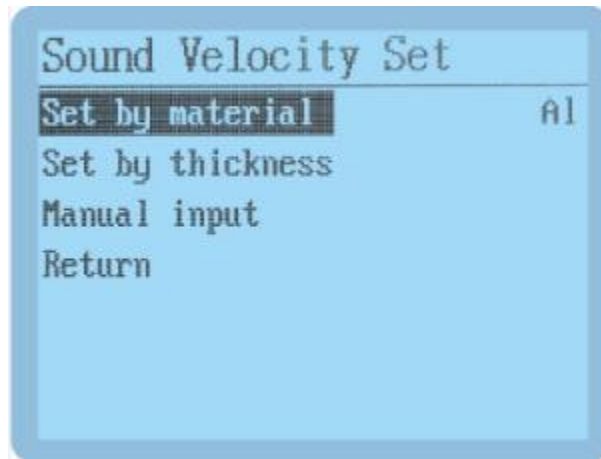 Sound Velocity Set
Set by material Al
Set by thickness
Manual input
Return